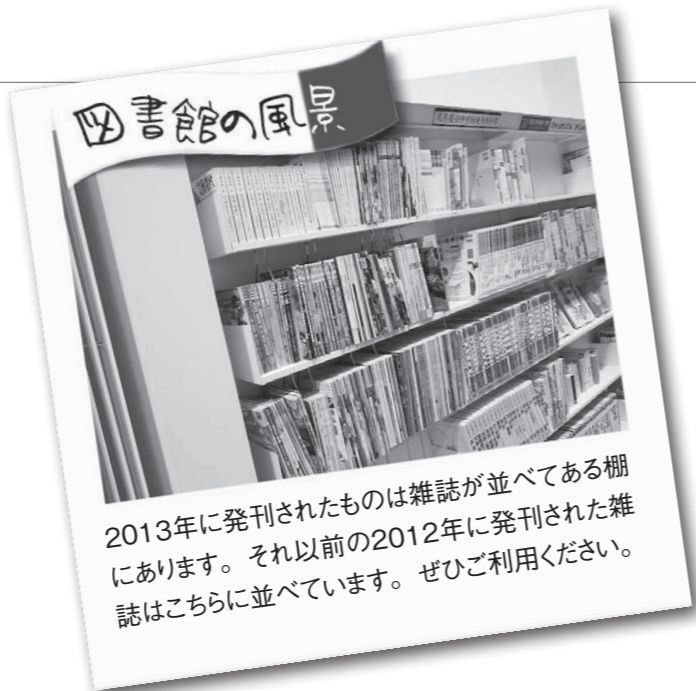 図書館の風景
2013年に発刊されたものは雑誌が並べてある棚
にあります。それ以前の2012年に発刊された雑
誌はこちらに並べています。ぜひご利用ください。